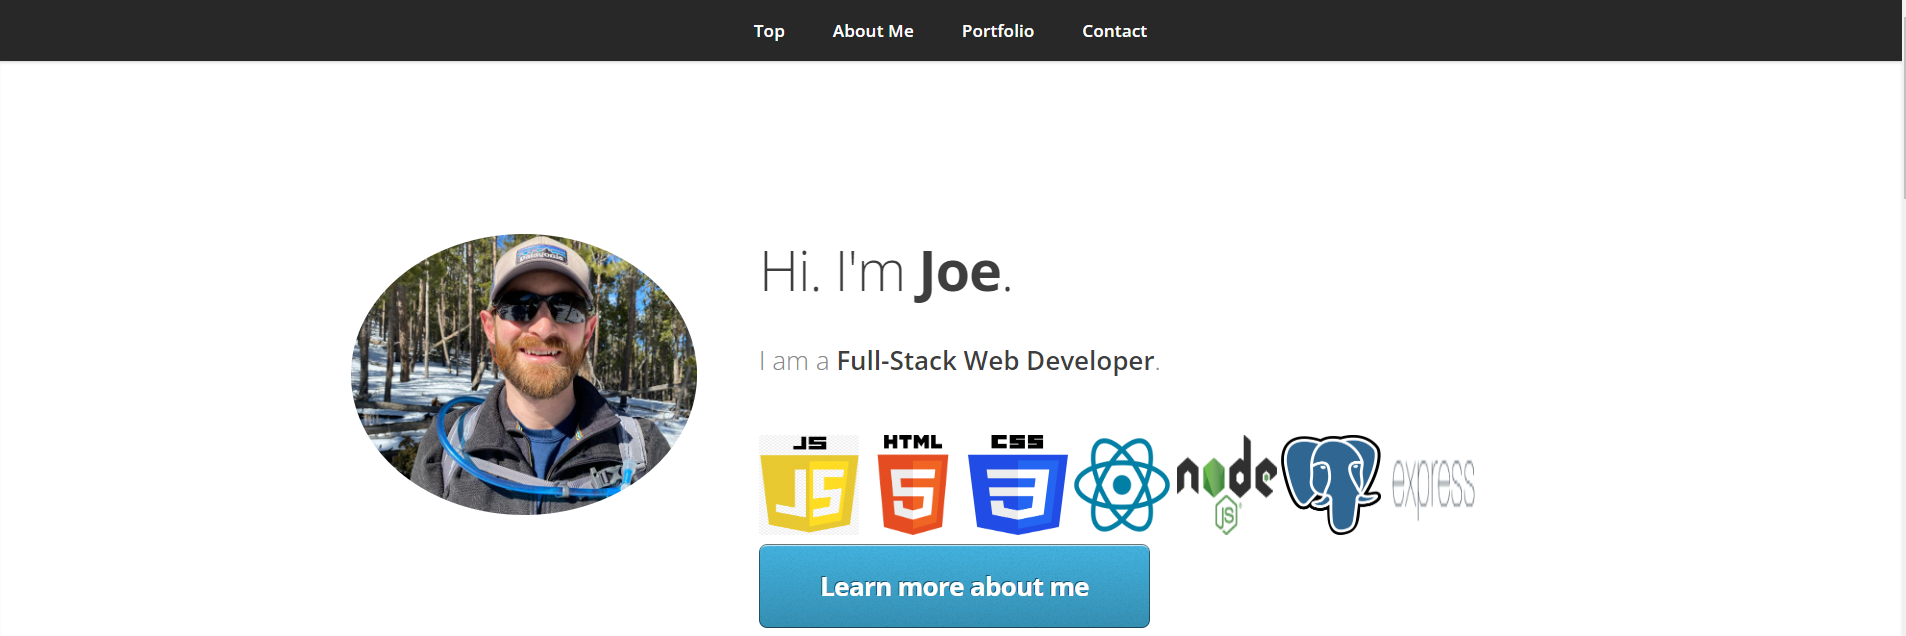 Top About Me Portfolio Contact
patagonia
Hi. I'm Joe.
I am a Full-Stack Web Developer.
JS HTML CSS
JS 5 3 node JS express
Learn more about me